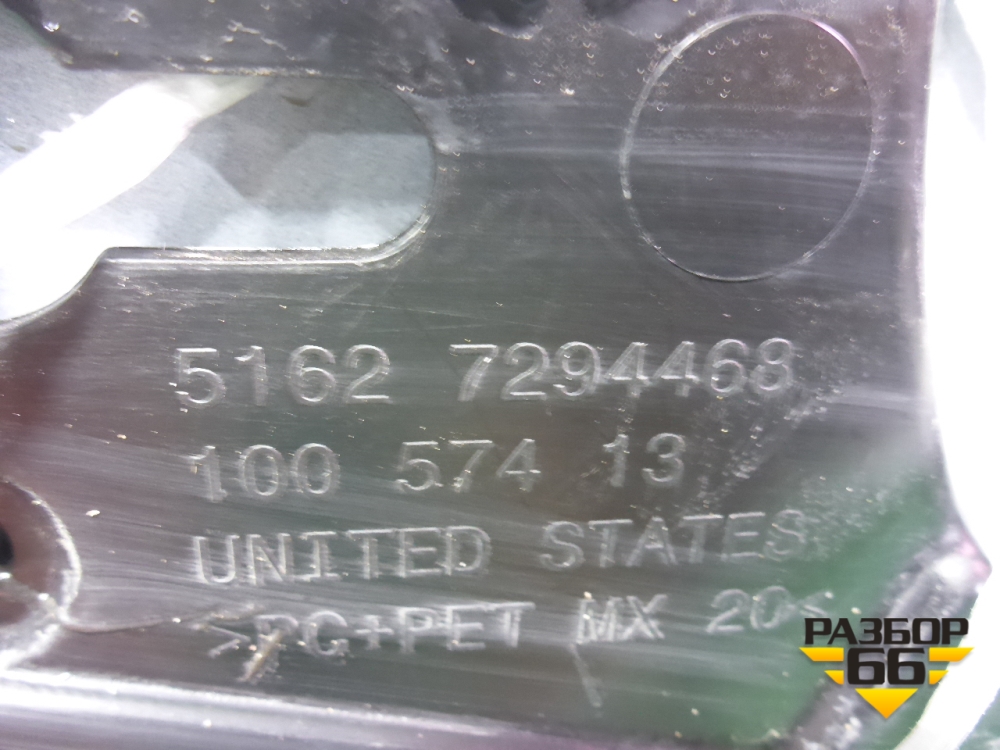 5162 7294468
100 574 13
UNITED STATES
>PC+PET MX 20<
РАЗБОР
66